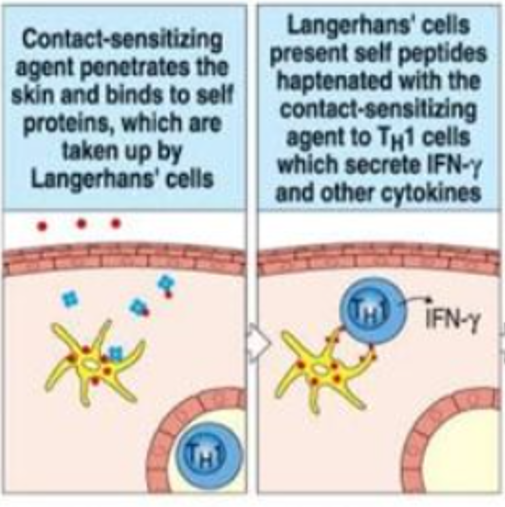 Contact-sensitizing
agent penetrates the
skin and binds to self
proteins, which are
taken up by
Langerhans' cells
Langerhans' cells
present self peptides
haptenated with the
contact-sensitizing
agent to TH1 cells
which secrete IFN-γ
and other cytokines
TH1
IFN-γ
TH1